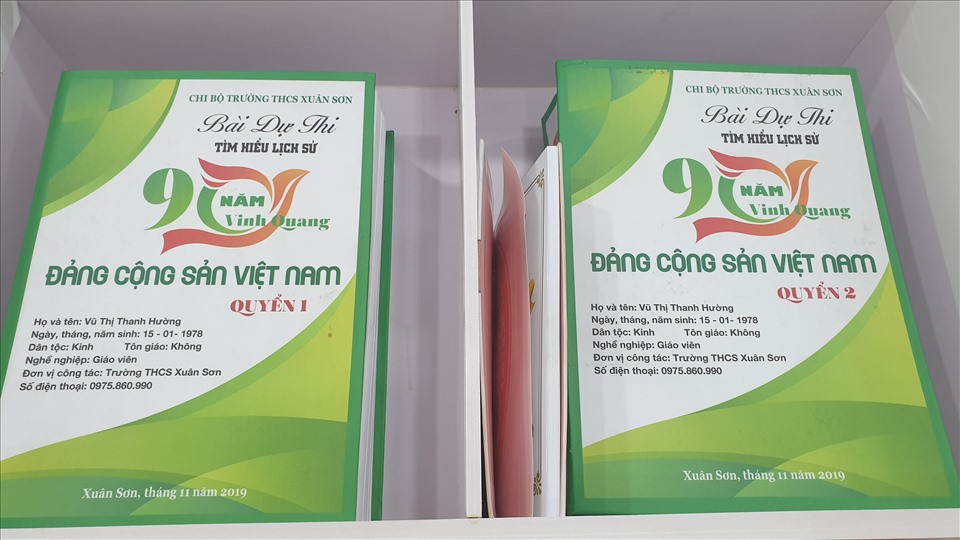 CHI BỘ TRƯỜNG THCS XUÂN SƠN
Bài Dự Thi
TÌM HIỂU LỊCH SỬ
90 NĂM
Vinh Quang
ĐẢNG CỘNG SẢN VIỆT NAM
QUYỂN 1
Họ và tên: Vũ Thị Thanh Hường
Ngày, tháng, năm sinh: 15 - 01- 1978
Dân tộc: Kinh Tôn giáo: Không
Nghề nghiệp: Giáo viên
Đơn vị công tác: Trường THCS Xuân Sơn
Số điện thoại: 0975.860.990
Xuân Sơn, tháng 11 năm 2019
CHI BỘ TRƯỜNG THCS XUÂN SƠN
Bài Dự Thi
TÌM HIỂU LỊCH SỬ
90 NĂM
Vinh Quang
ĐẢNG CỘNG SẢN VIỆT NAM
QUYỂN 2
Họ và tên: Vũ Thị Thanh Hường
Ngày, tháng, năm sinh: 15 - 01 - 1978
Dân tộc: Kinh Tôn giáo: Không
Nghề nghiệp: Giáo viên
Đơn vị công tác: Trường THCS Xuân Sơn
Số điện thoại: 0975.860.990
Xuân Sơn, tháng 11 năm 2019